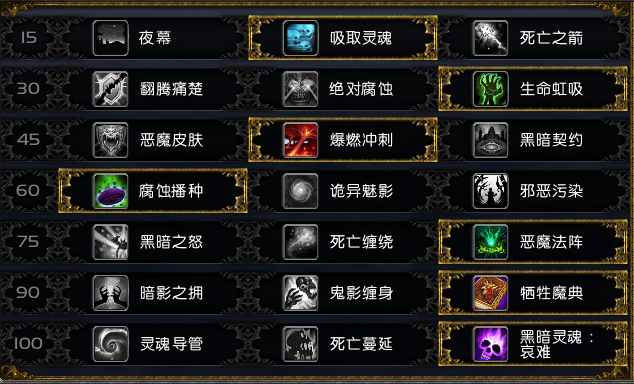 15 夜幕 吸取灵魂 死亡之箭
30 翻腾痛楚 绝对腐蚀 生命虹吸
45 恶魔皮肤 爆燃冲刺 黑暗契约
60 腐蚀播种 诡异魅影 邪恶污染
75 黑暗之怒 死亡缠绕 恶魔法阵
90 暗影之拥 鬼影缠身 牺牲魔典
100 灵魂导管 死亡蔓延 黑暗灵魂：
哀难